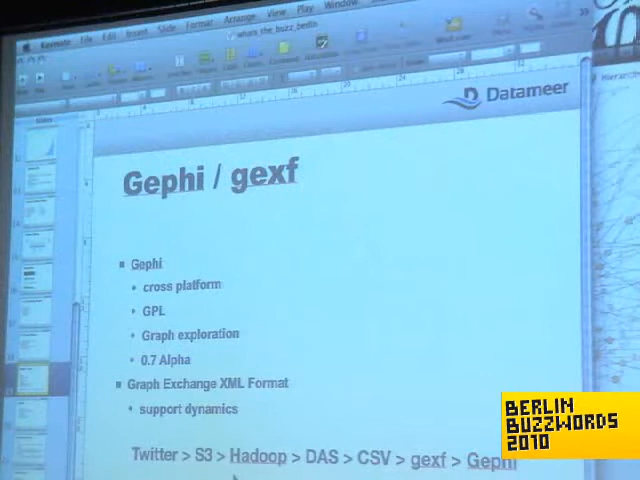 Keynote File Edit Insert Slide Format Arrange View Play Window
whats_the_buzz_berlin
Datameer
Gephi / gexf
Gephi
cross platform
GPL
Graph exploration
0.7 Alpha
Graph Exchange XML Format
support dynamics
Twitter > S3 > Hadoop > DAS > CSV > gexf > Gephi
BERLIN
BUZZWORDS
2010